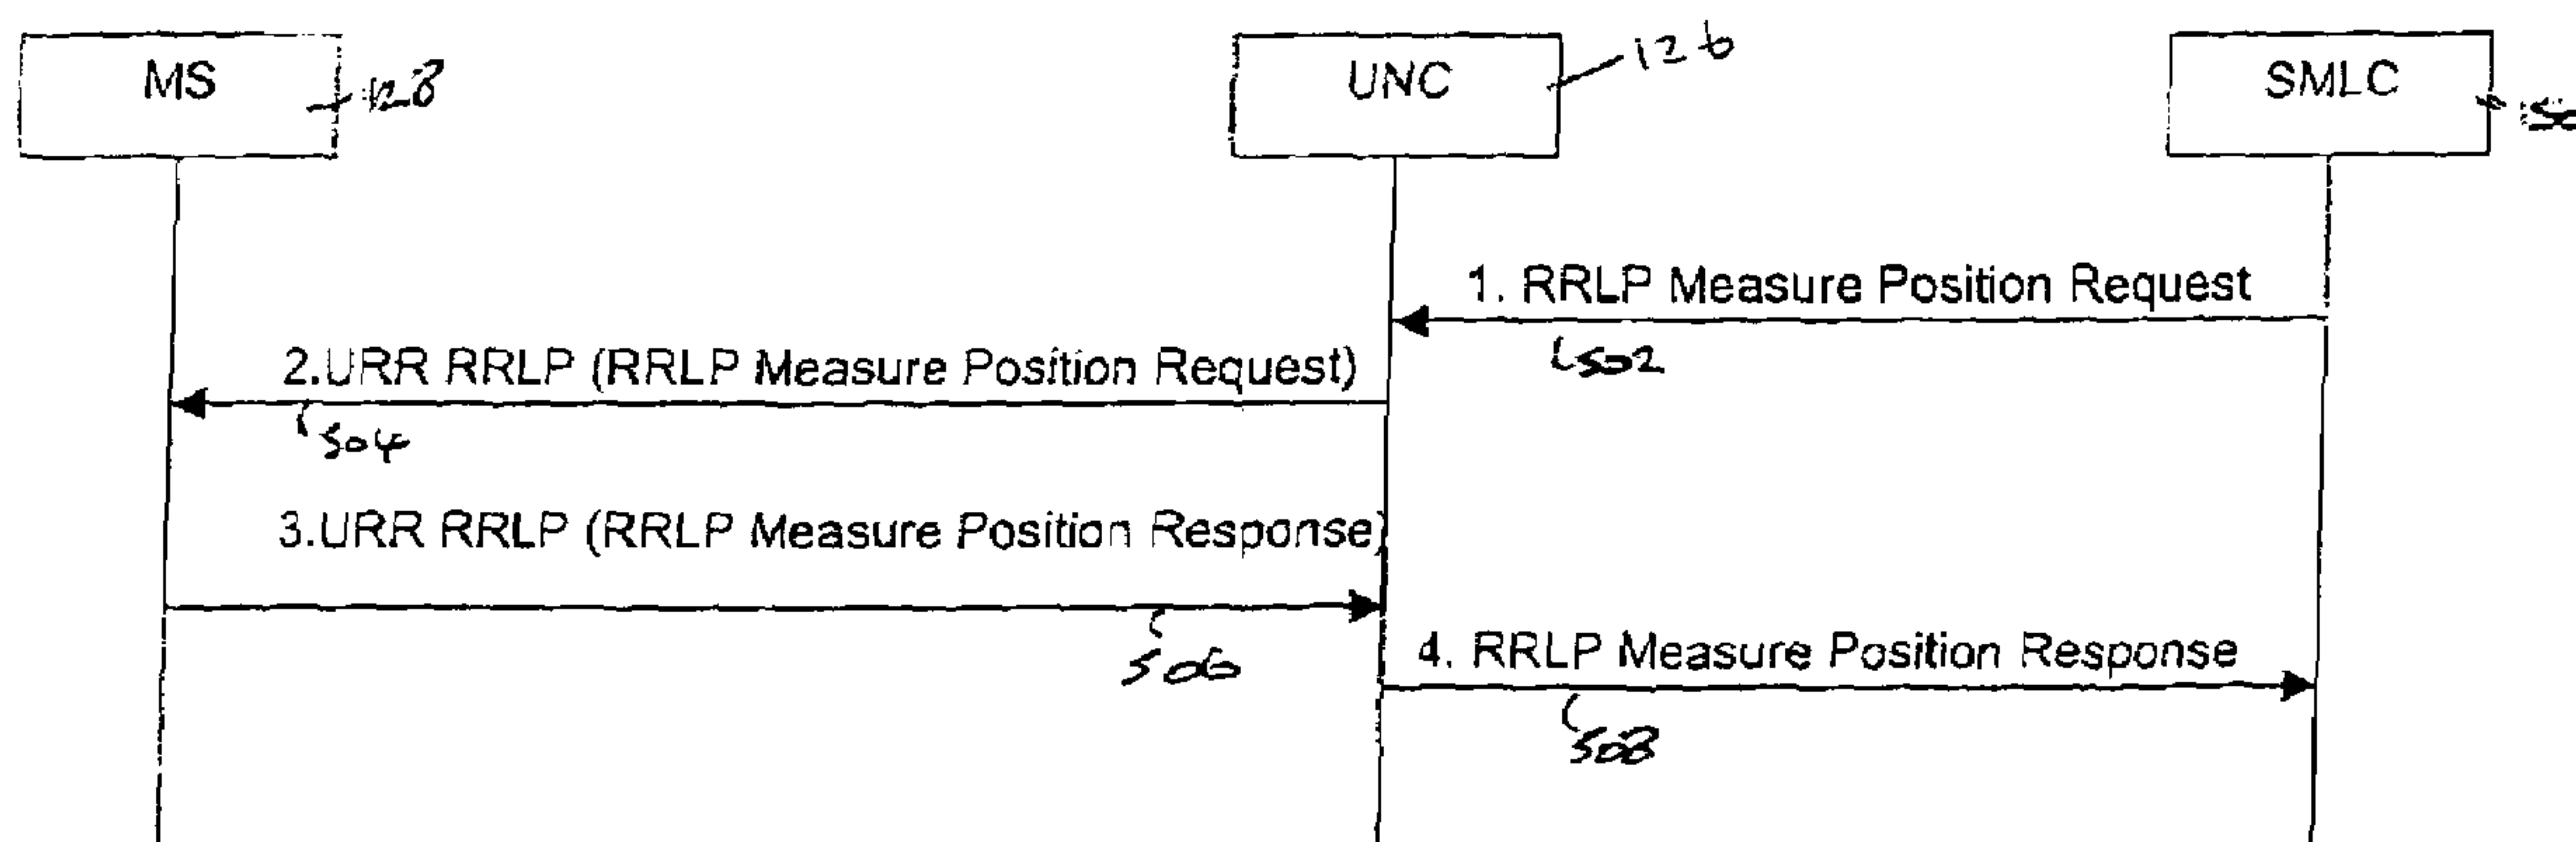 MS
128
UNC
126
SMLC
1. RRLP Measure Position Request
502
2.URR RRLP (RRLP Measure Position Request)
504
3.URR RRLP (RRLP Measure Position Response)
506
4. RRLP Measure Position Response
508